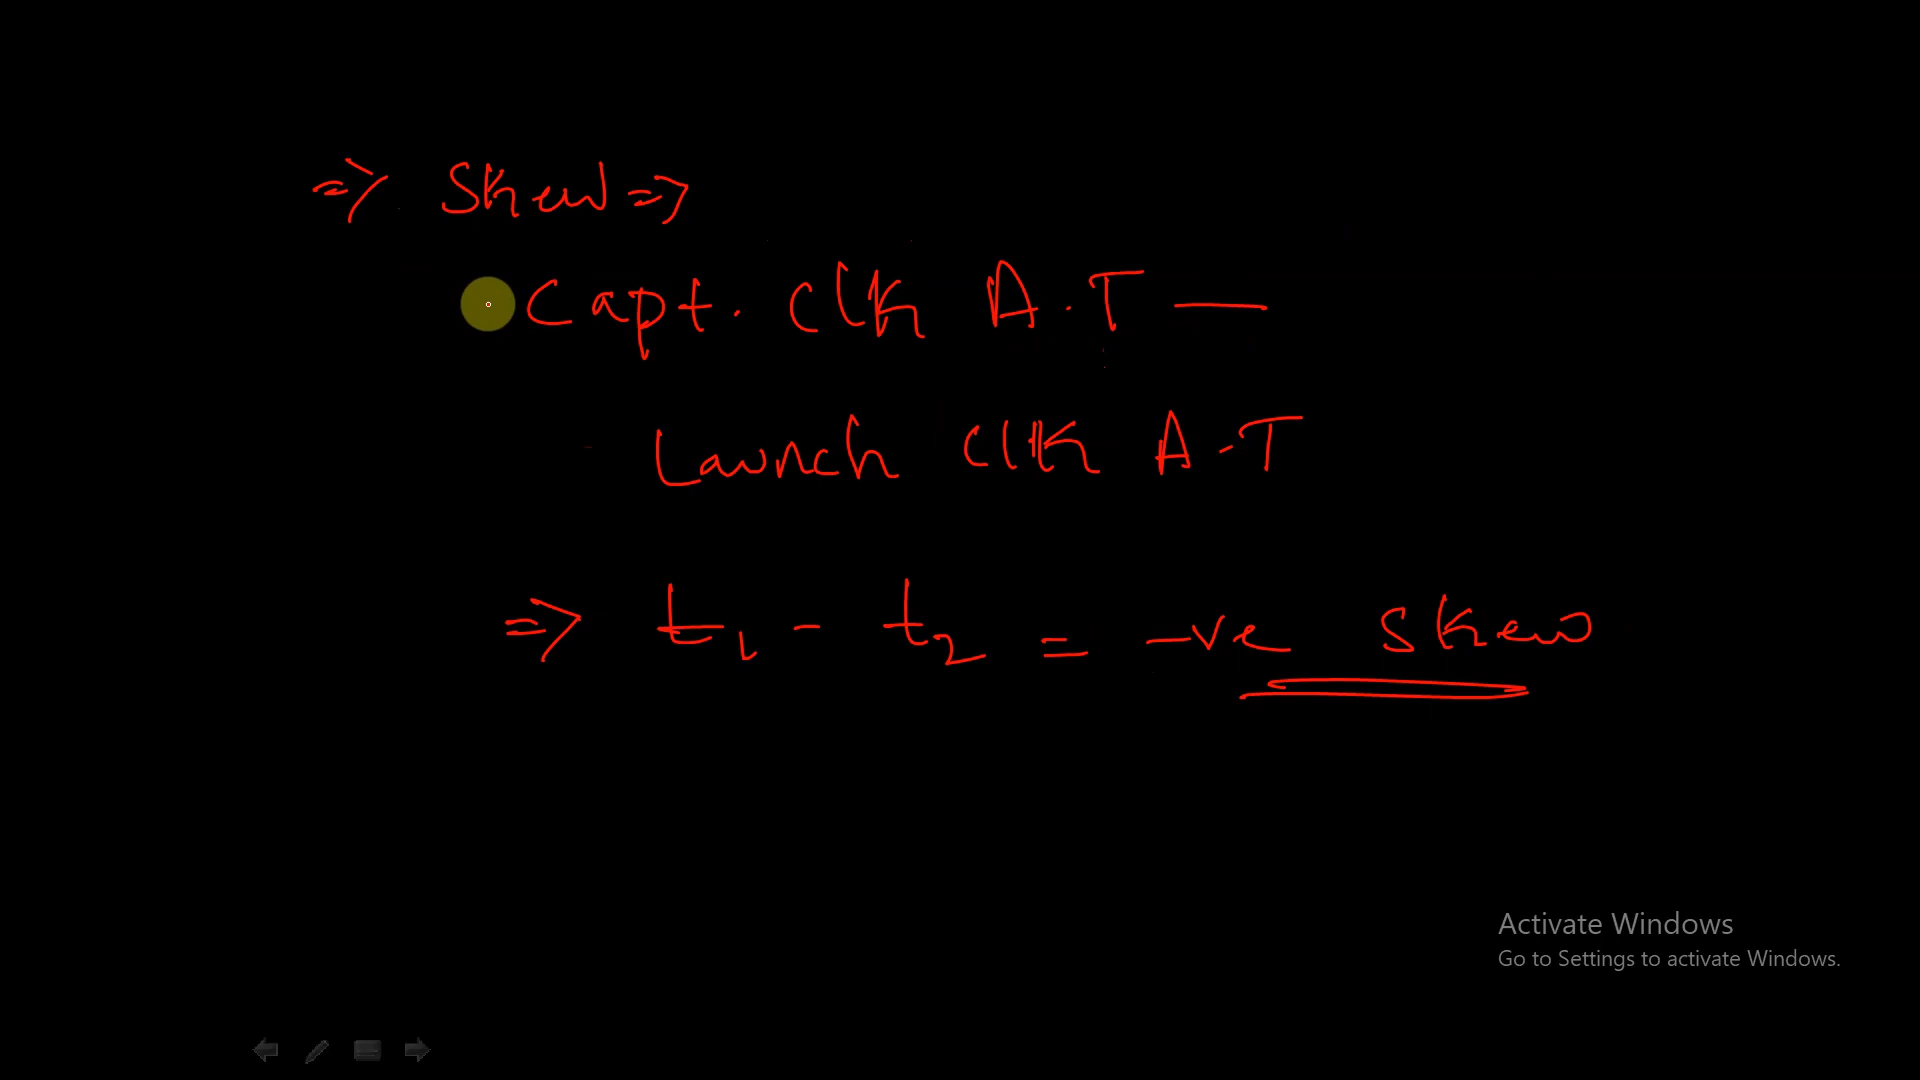 ⇒ Skew ⇒
Capt. Clk A.T —
Launch Clk A.T
⇒ t₁ - t₂ = -ve Skew
Activate Windows
Go to Settings to activate Windows.